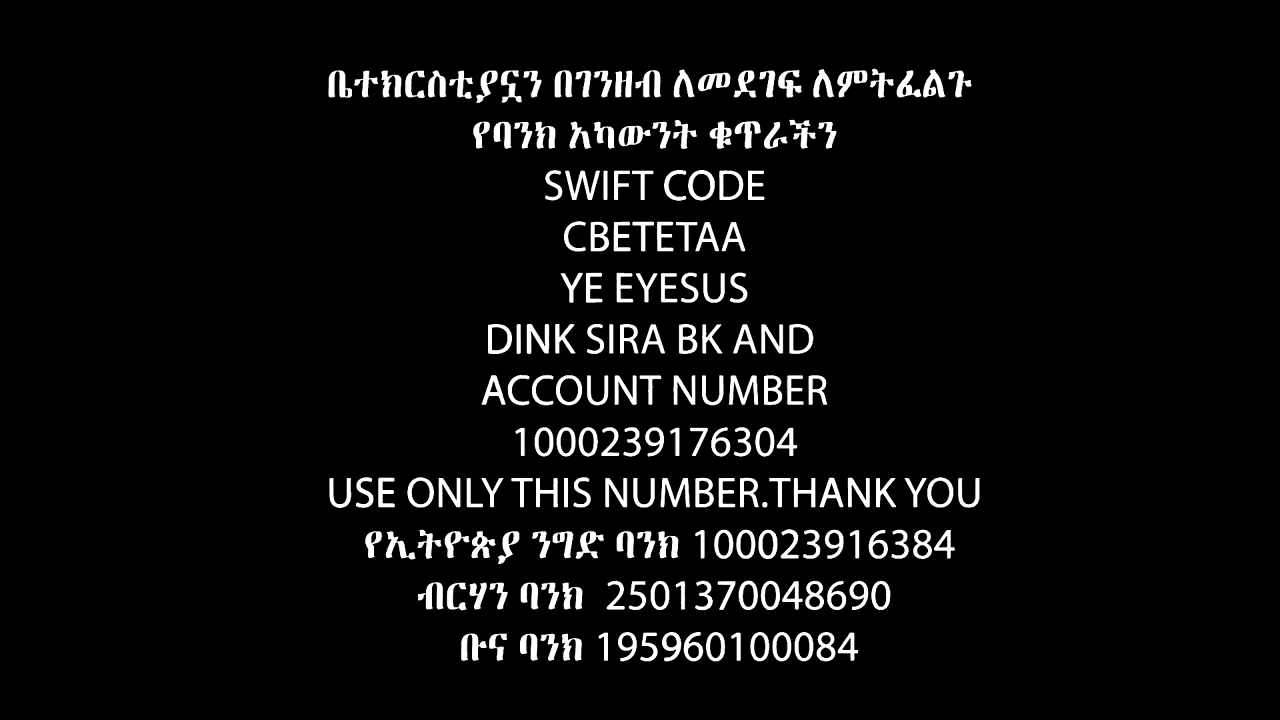 ቤተክርስቲያኗን በገንዘብ ለመደገፍ ለምትፈልጉ
የባንክ አካውንት ቁጥራችን
SWIFT CODE
CBETETAA
YE EYESUS
DINK SIRA BK AND
ACCOUNT NUMBER
1000239176304
USE ONLY THIS NUMBER.THANK YOU
የኢትዮጵያ ንግድ ባንክ 100023916384
ብርሃን ባንክ 2501370048690
ቡና ባንክ 195960100084